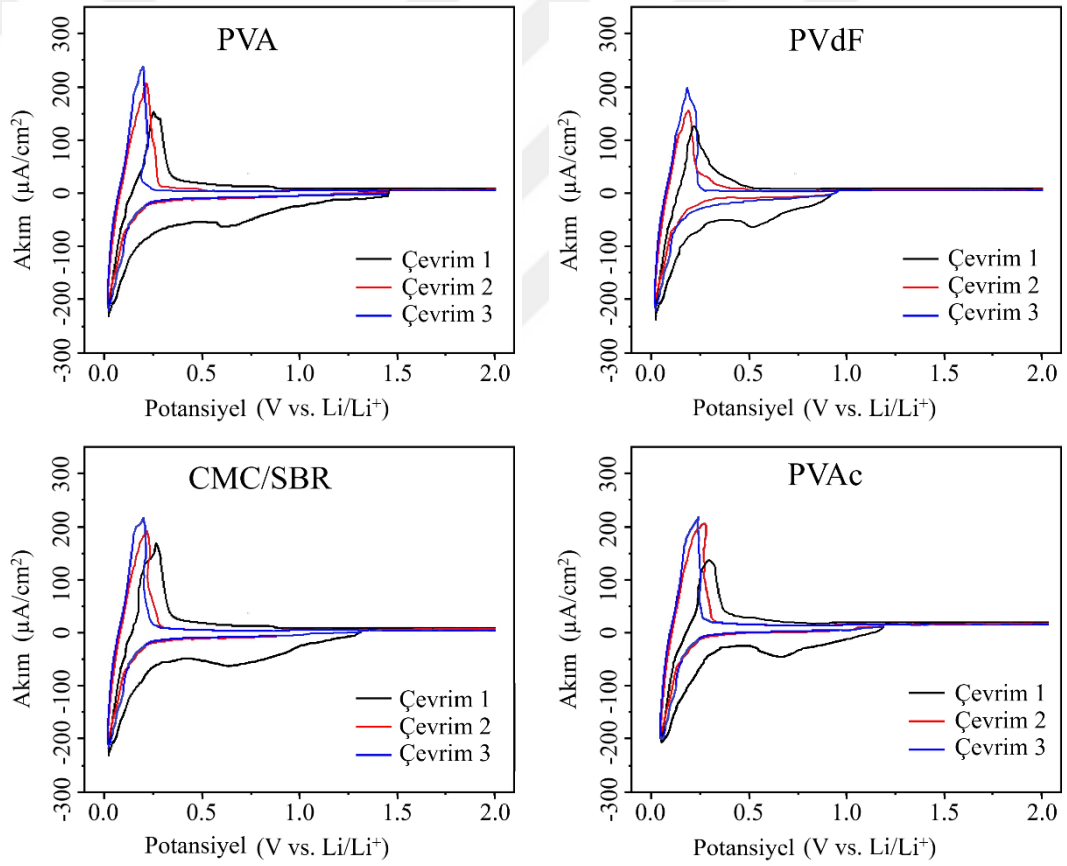 PVA
Akım (µA/cm²)
300
200
100
0
-100
-200
-300
Çevrim 1
Çevrim 2
Çevrim 3
0.0 0.5 1.0 1.5 2.0
Potansiyel (V vs. Li/Li⁺)
PVdF
Akım (µA/cm²)
300
200
100
0
-100
-200
-300
Çevrim 1
Çevrim 2
Çevrim 3
0.0 0.5 1.0 1.5 2.0
Potansiyel (V vs. Li/Li⁺)
CMC/SBR
Akım (µA/cm²)
300
200
100
0
-100
-200
-300
Çevrim 1
Çevrim 2
Çevrim 3
0.0 0.5 1.0 1.5 2.0
Potansiyel (V vs. Li/Li⁺)
PVAc
Akım (µA/cm²)
300
200
100
0
-100
-200
-300
Çevrim 1
Çevrim 2
Çevrim 3
0.0 0.5 1.0 1.5 2.0
Potansiyel (V vs. Li/Li⁺)